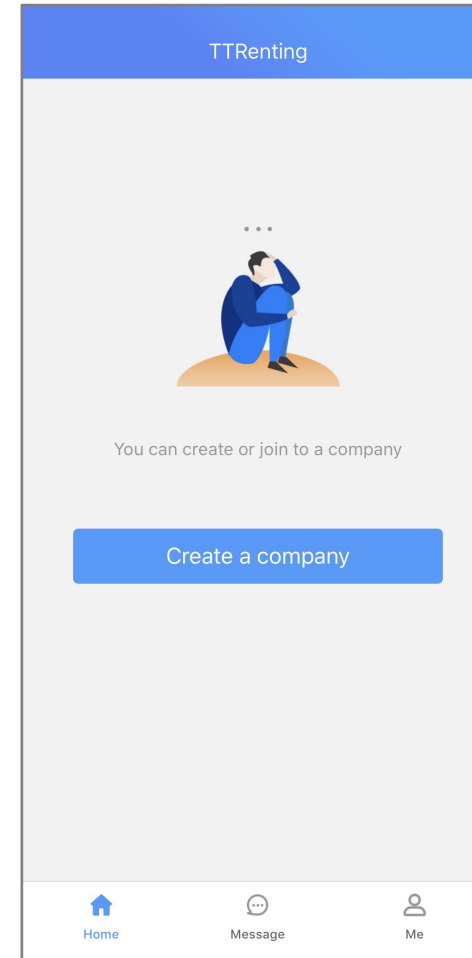 TTRenting
You can create or join to a company
Create a company
Home
Message
Me